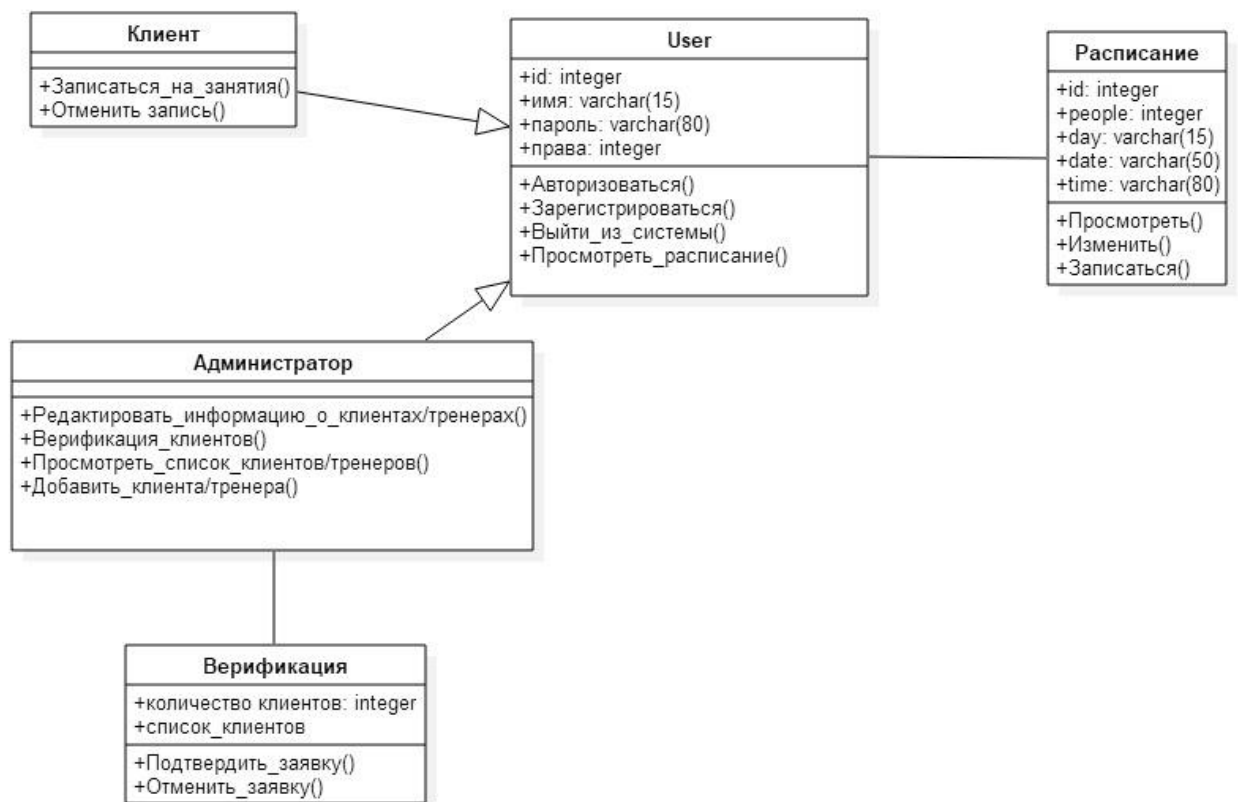 Клиент
+Записаться_на_занятия()
+Отменить запись()
User
+id: integer
+имя: varchar(15)
+пароль: varchar(80)
+права: integer
+Авторизоваться()
+Зарегистрироваться()
+Выйти_из_системы()
+Просмотреть_расписание()
Расписание
+id: integer
+people: integer
+day: varchar(15)
+date: varchar(50)
+time: varchar(80)
+Просмотреть()
+Изменить()
+Записаться()
Администратор
+Редактировать_информацию_о_клиентах/тренерах()
+Верификация_клиентов()
+Просмотреть_список_клиентов/тренеров()
+Добавить_клиента/тренера()
Верификация
+количество клиентов: integer
+список_клиентов
+Подтвердить_заявку()
+Отменить_заявку()